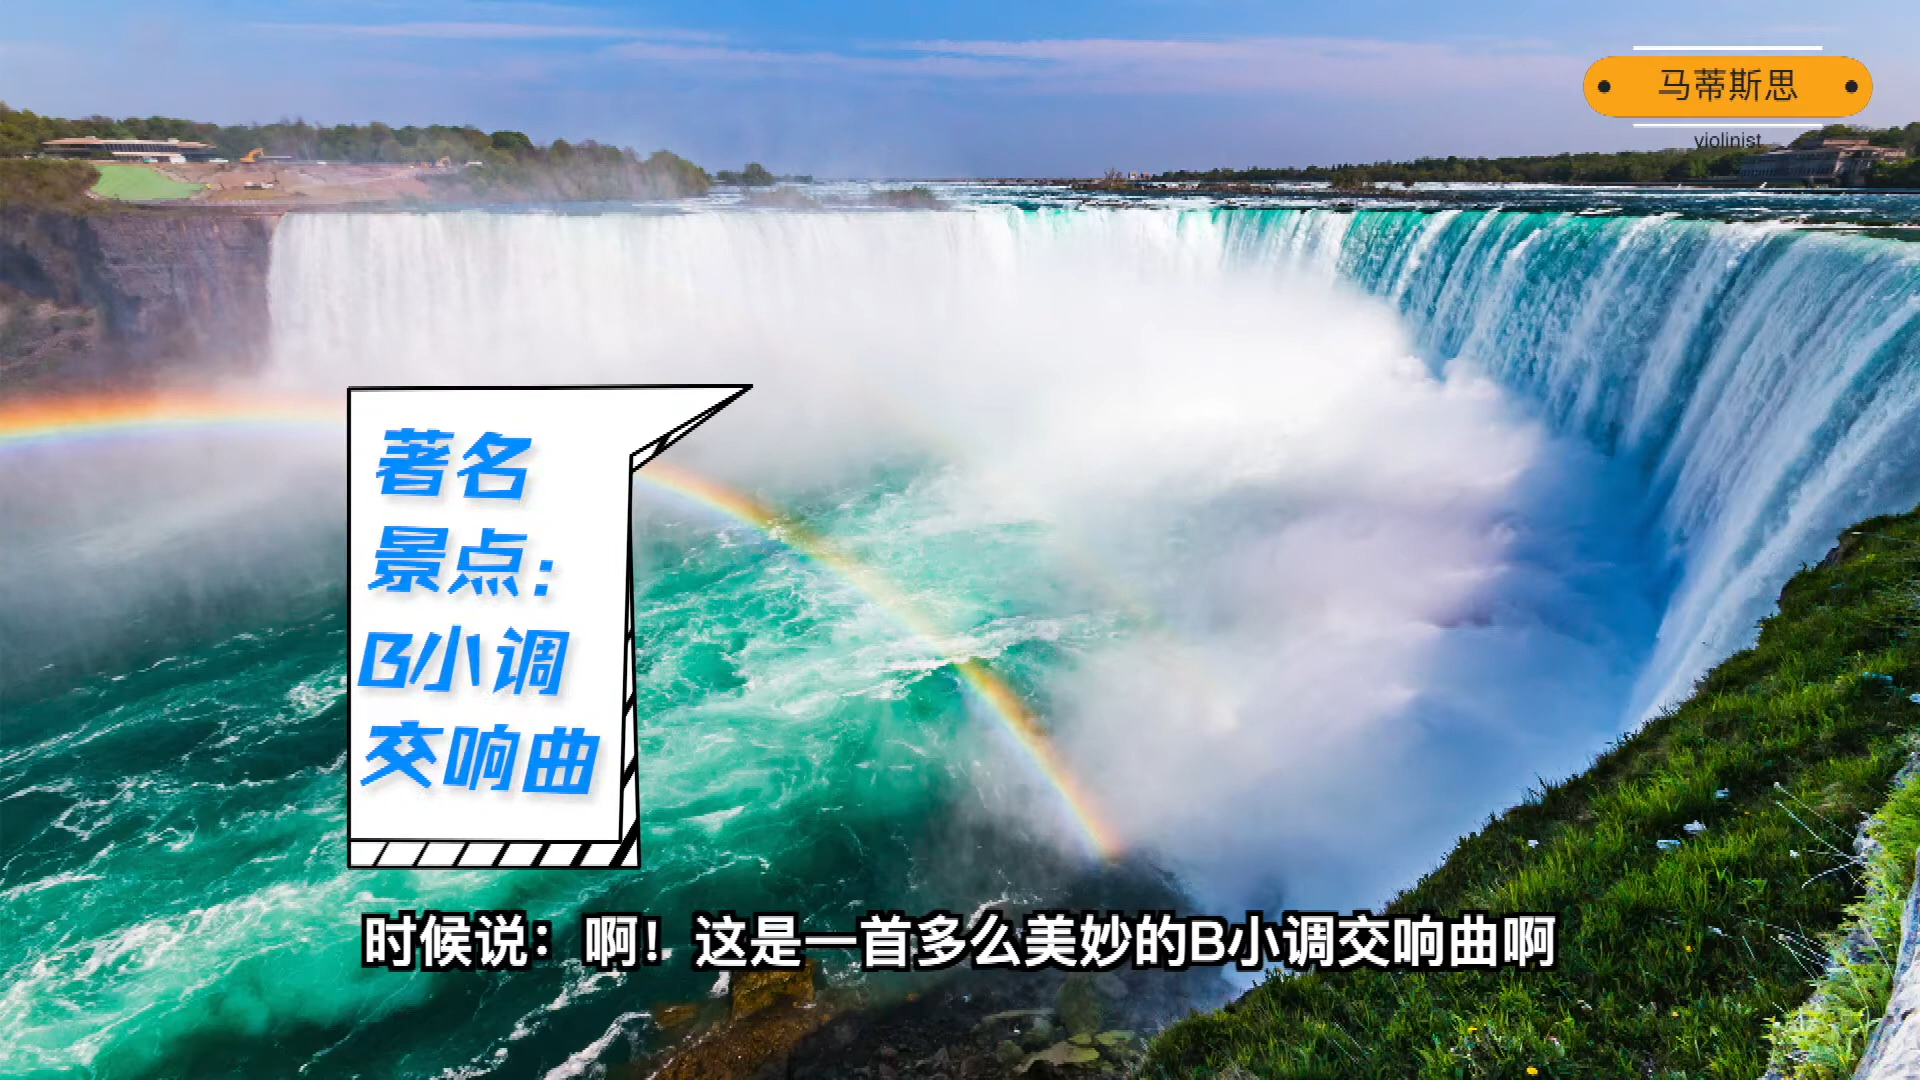 马蒂斯思
violinist
著名
景点:
B小调
交响曲
时候说：啊！这是一首多么美妙的B小调交响曲啊